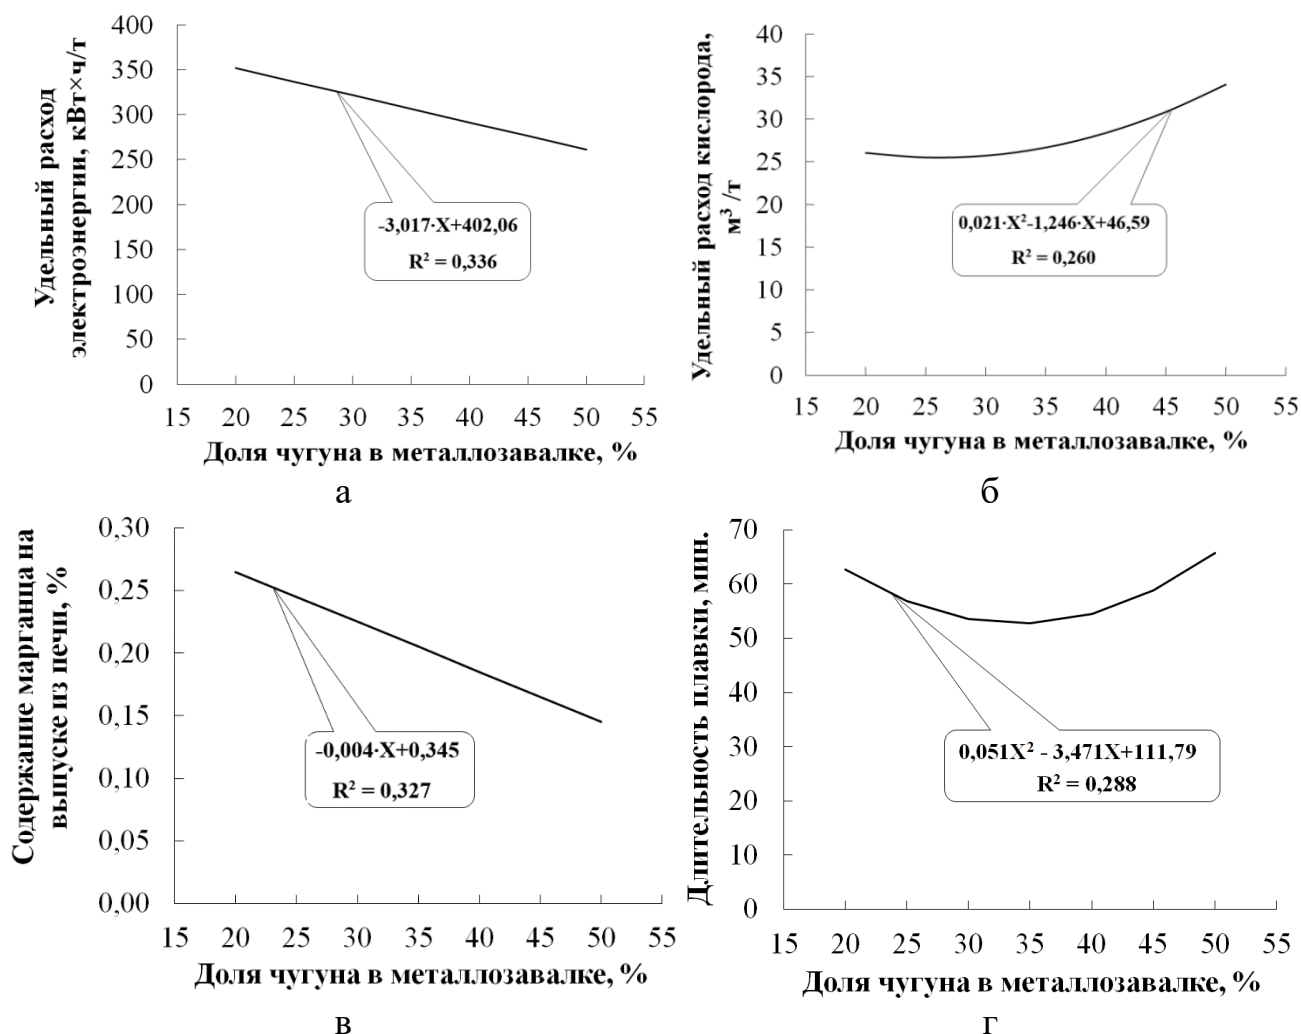 400
350
300
250
200
150
100
50
0
Удельный расход
электроэнергии, кВт×ч/т
-3,017·X+402,06
R² = 0,336
15 20 25 30 35 40 45 50 55
Доля чугуна в металлозавалке, %
а
40
35
30
25
20
15
10
5
0
Удельный расход кислорода,
м³ /т
0,021·X²-1,246·X+46,59
R² = 0,260
15 20 25 30 35 40 45 50 55
Доля чугуна в металлозавалке, %
б
0,30
0,25
0,20
0,15
0,10
0,05
0,00
Содержание марганца на
выпуске из печи, %
-0,004·X+0,345
R² = 0,327
15 20 25 30 35 40 45 50 55
Доля чугуна в металлозавалке, %
в
70
60
50
40
30
20
10
0
Длительность плавки, мин.
0,051X² - 3,471X+111,79
R² = 0,288
15 20 25 30 35 40 45 50 55
Доля чугуна в металлозавалке, %
г